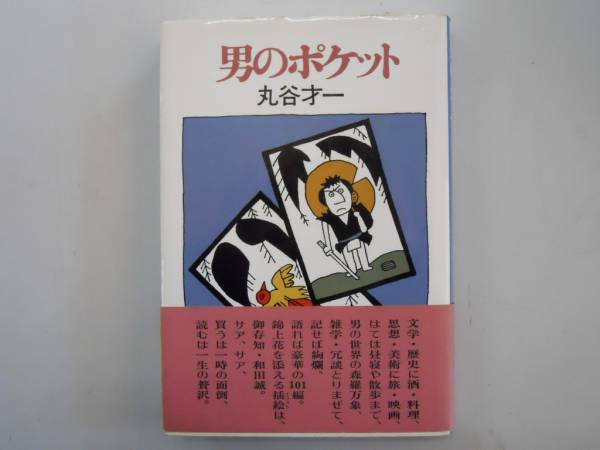 男のポケット
丸谷才一
文学・歴史に酒・料理、
思想・美術に旅・映画、
はては昼寝や散歩まで、
男の世界の森羅万象、
雑学・冗談とりまぜて、
記せば絢爛、
語れば豪華の101編。
錦上花を添える挿絵は、
御存知・和田誠。
サア、サア、
買うは一時の面倒、
読むは一生の贅沢。